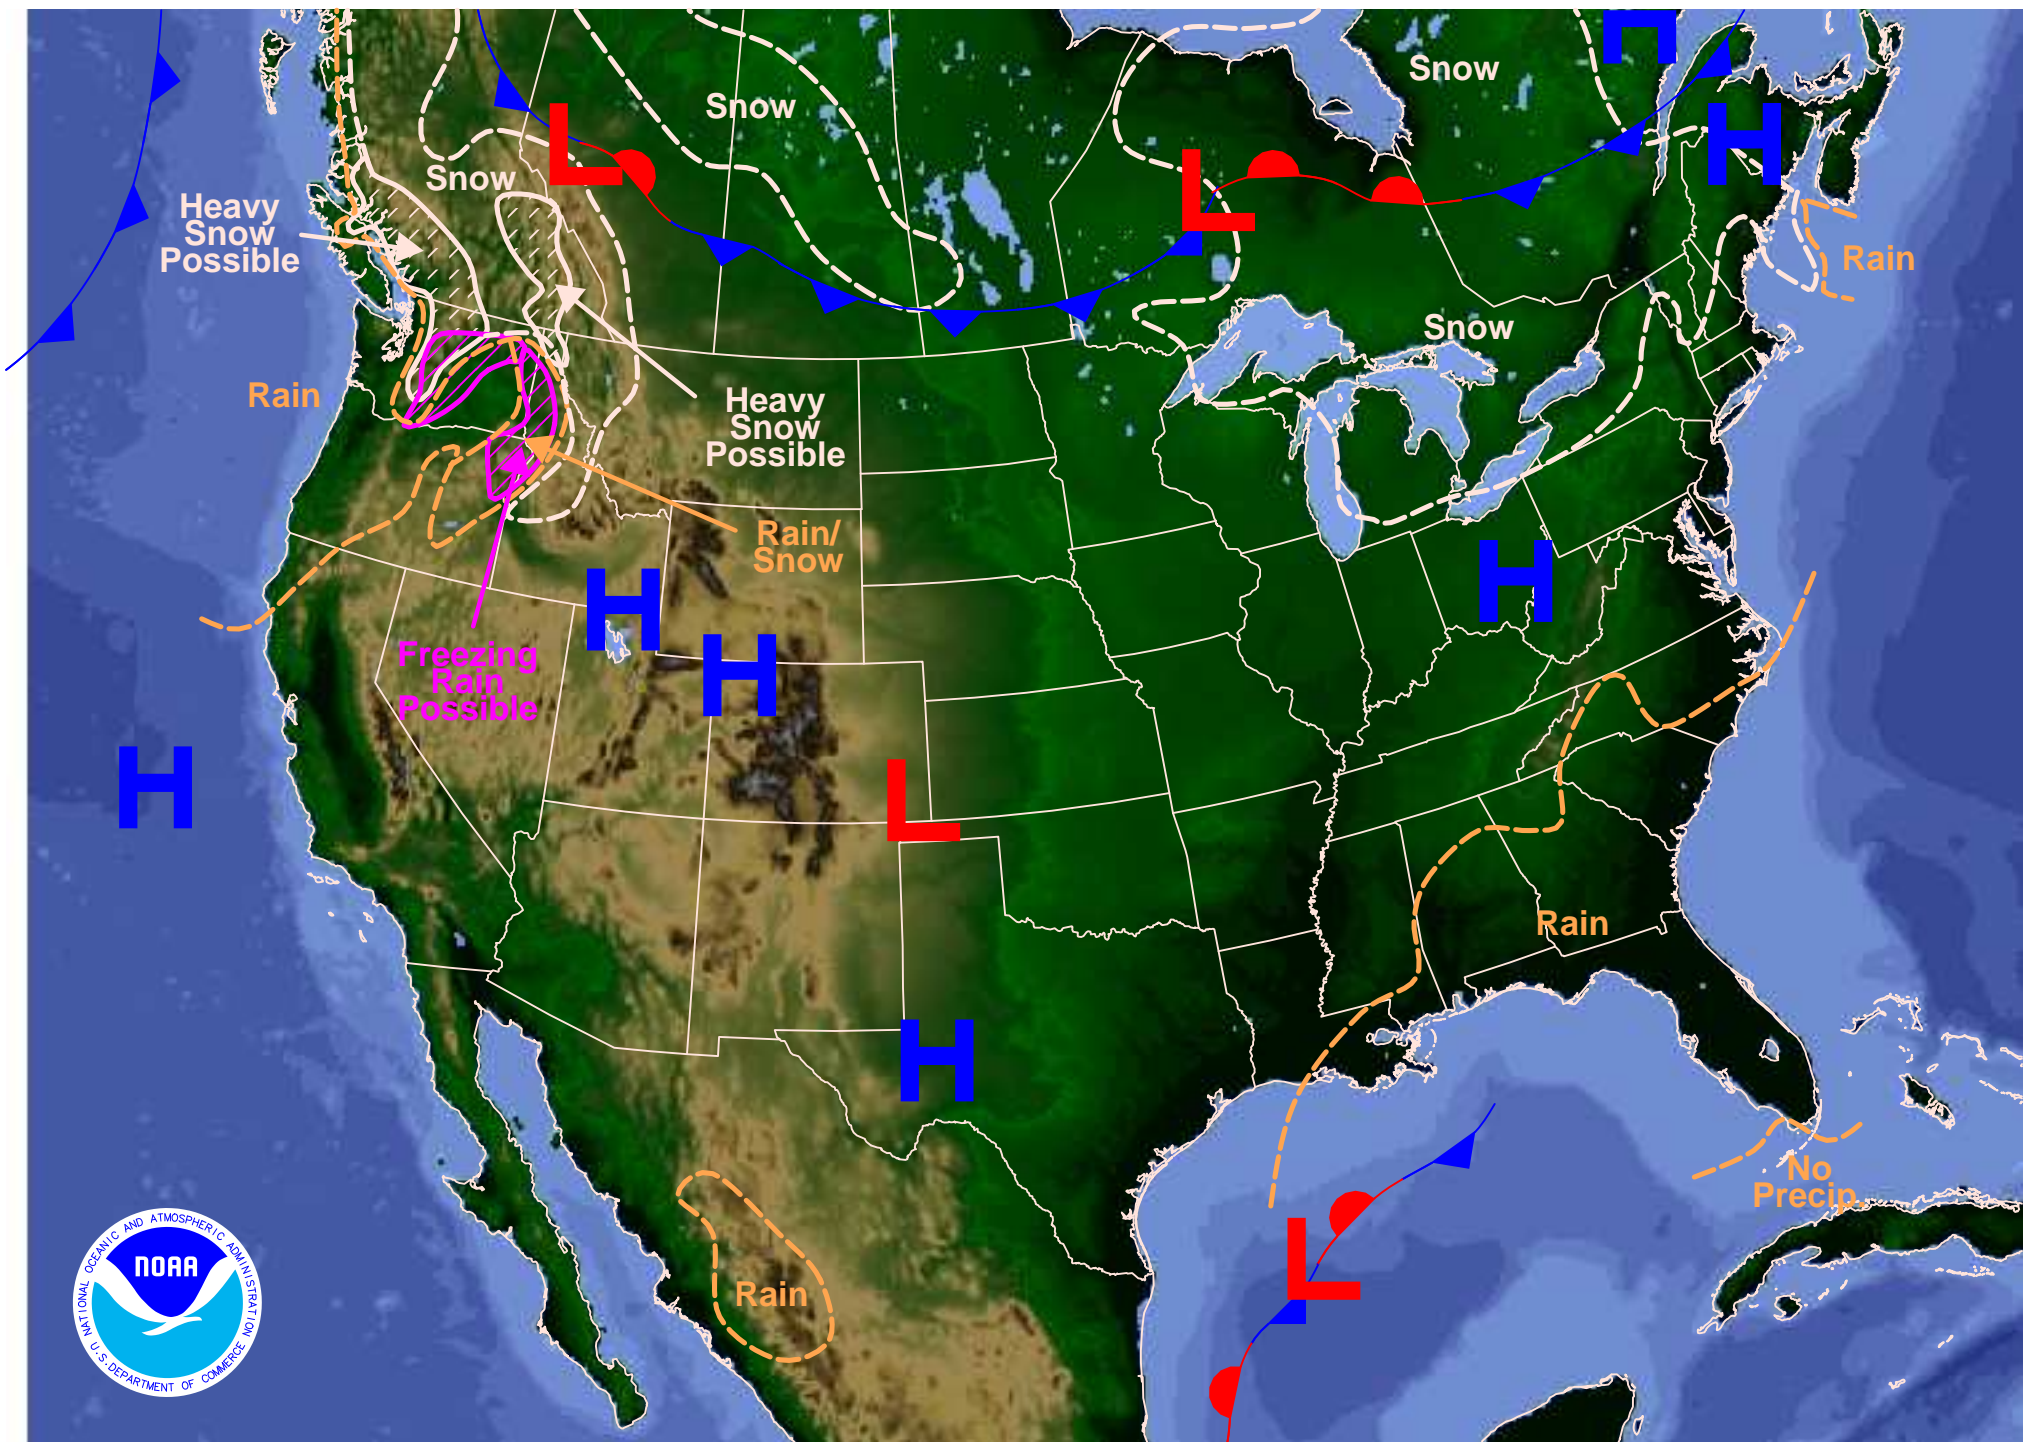 H
Snow
Snow
L
H
Snow
L
Heavy
Snow
Possible
Rain
Snow
Rain
Heavy
Snow
Possible
Rain/
Snow
H
H
Freezing
Rain
Possible
H
H
L
Rain
H
No
Precip.
L
Rain
NATIONAL OCEANIC AND ATMOSPHERIC ADMINISTRATION
NOAA
U.S. DEPARTMENT OF COMMERCE